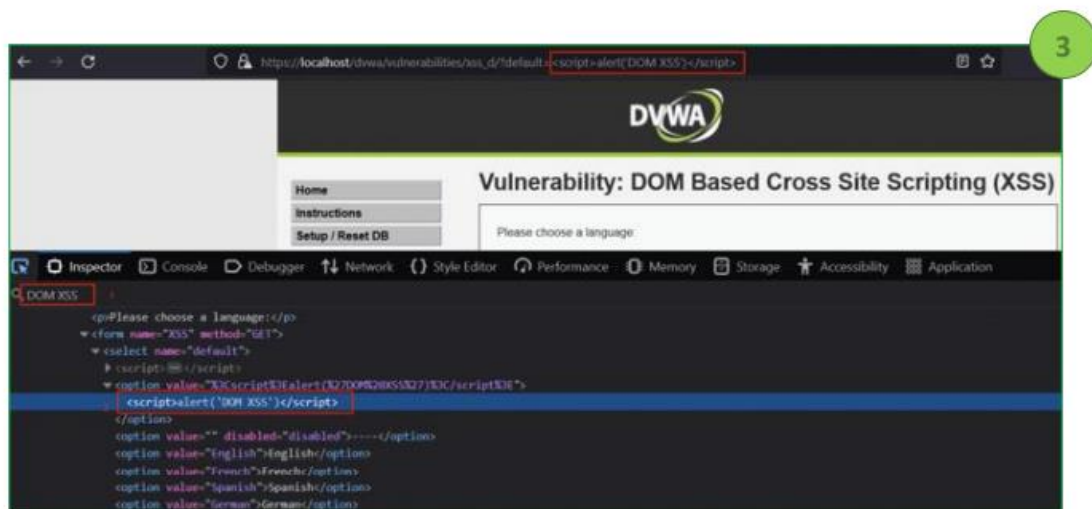 3
https://localhost/dvwa/vulnerabilities/xss_d/?default=<script>alert('DOM XSS')</script>
DVWA
Home
Instructions
Setup / Reset DB
Vulnerability: DOM Based Cross Site Scripting (XSS)
Please choose a language:
Inspector Console Debugger Network Style Editor Performance Memory Storage Accessibility Application
DOM XSS
<p>Please choose a language:</p>
<form name="XSS" method="GET">
<select name="default">
<script></script>
<option value="%3Cscript%3Ealert(%27DOM%20XSS%27)%3C/script%3E">
<script>alert('DOM XSS')</script>
</option>
<option value="" disabled="disabled">----</option>
<option value="English">English</option>
<option value="French">French</option>
<option value="Spanish">Spanish</option>
<option value="German">German</option>